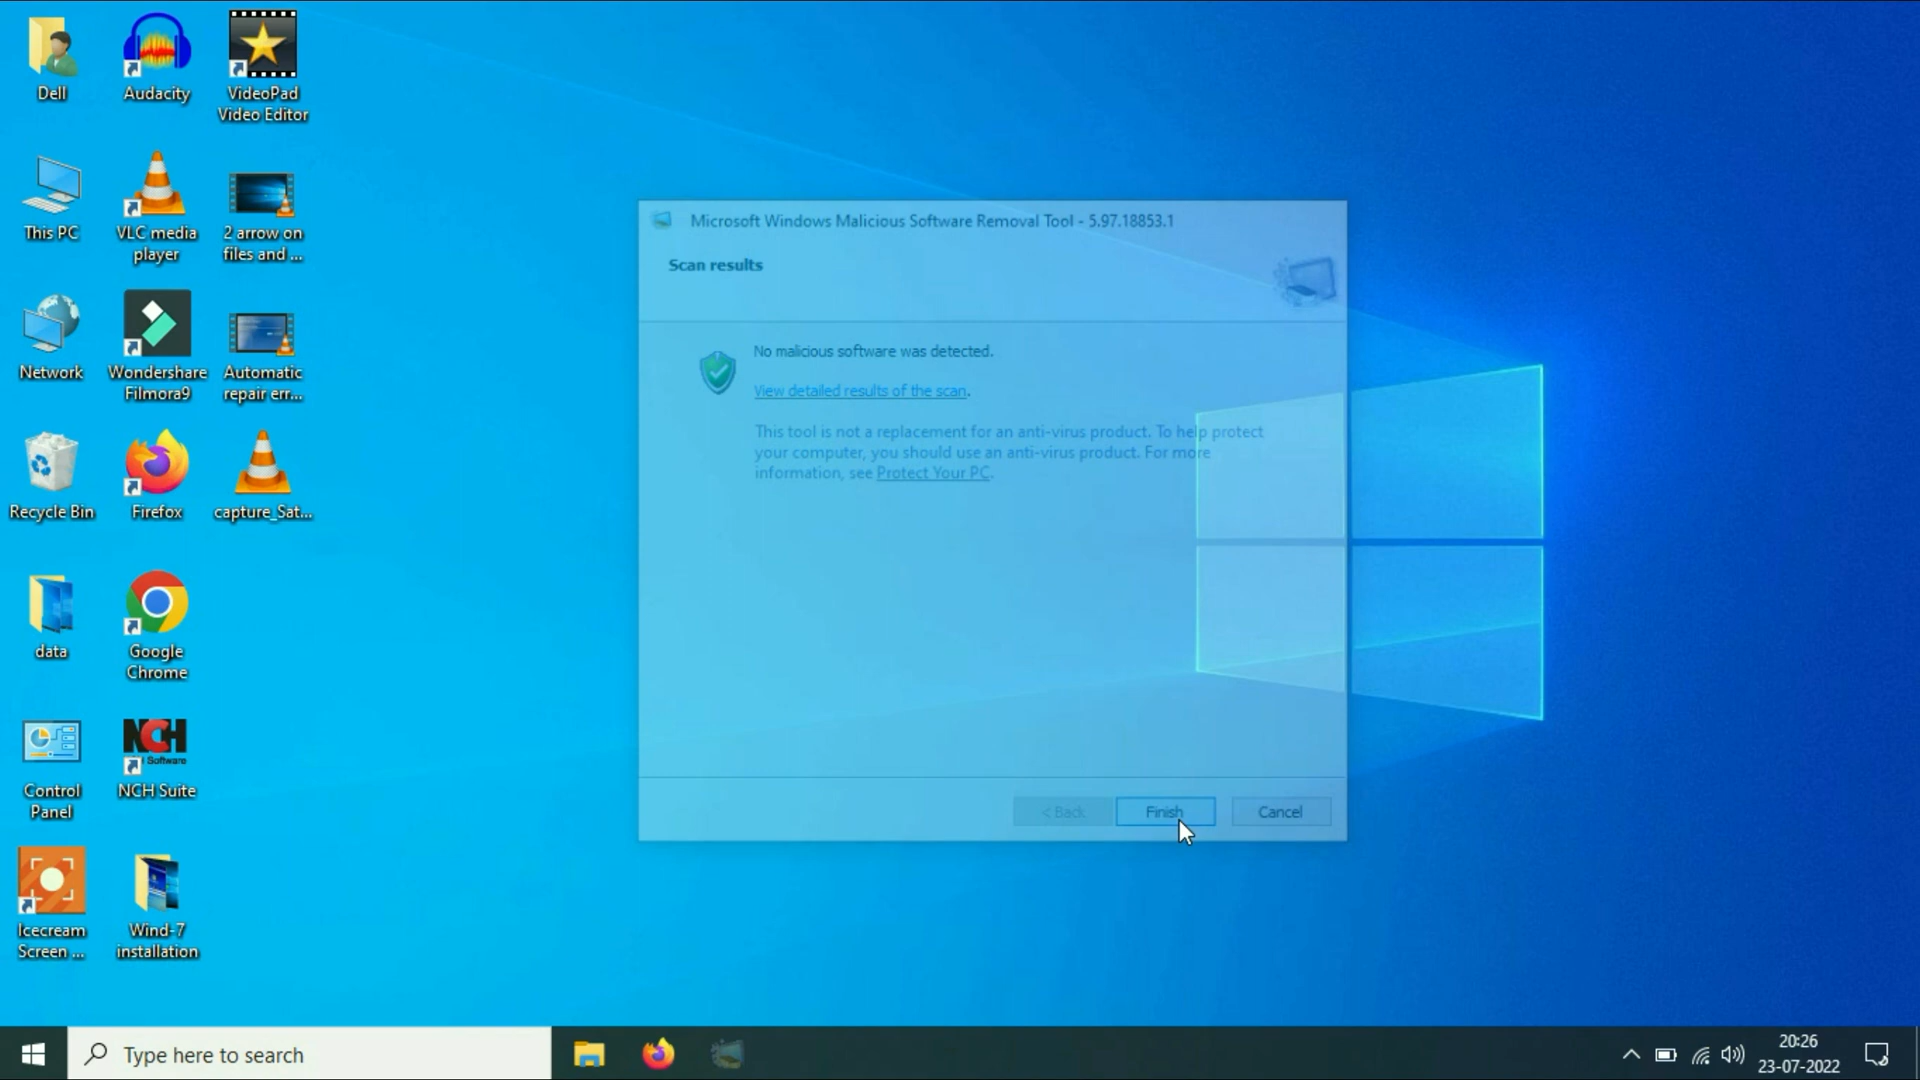 Dell
Audacity
VideoPad
Video Editor
This PC
VLC media
player
2 arrow on
files and ...
Network
Wondershare
Filmora9
Automatic
repair err...
Recycle Bin
Firefox
capture_Sat...
data
Google
Chrome
Control
Panel
NCH
Software
NCH Suite
Icecream
Screen ...
Wind-7
installation
Microsoft Windows Malicious Software Removal Tool - 5.97.18853.1
Scan results
No malicious software was detected.
View detailed results of the scan.
This tool is not a replacement for an anti-virus product. To help protect
your computer, you should use an anti-virus product. For more
information, see Protect Your PC.
< Back
Finish
Cancel
Type here to search
20:26
23-07-2022